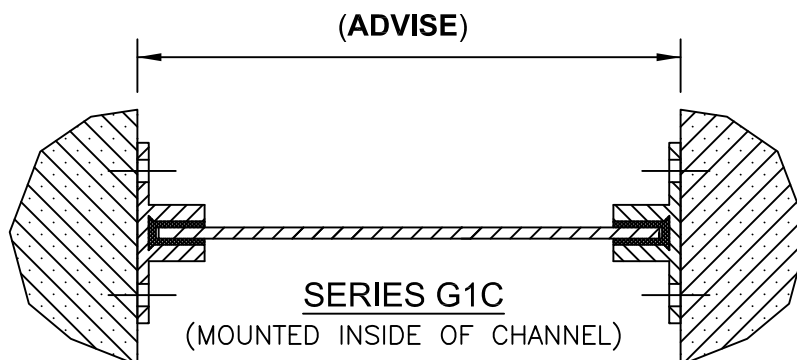 (ADVISE)
SERIES G1C
(MOUNTED INSIDE OF CHANNEL)